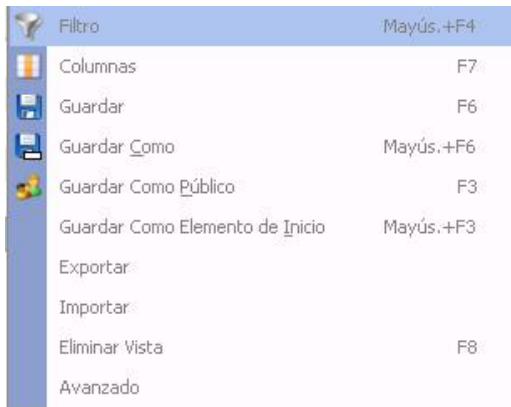 Filtro Mayús.+F4
Columnas F7
Guardar F6
Guardar Como Mayús.+F6
Guardar Como Público F3
Guardar Como Elemento de Inicio Mayús.+F3
Exportar
Importar
Eliminar Vista F8
Avanzado